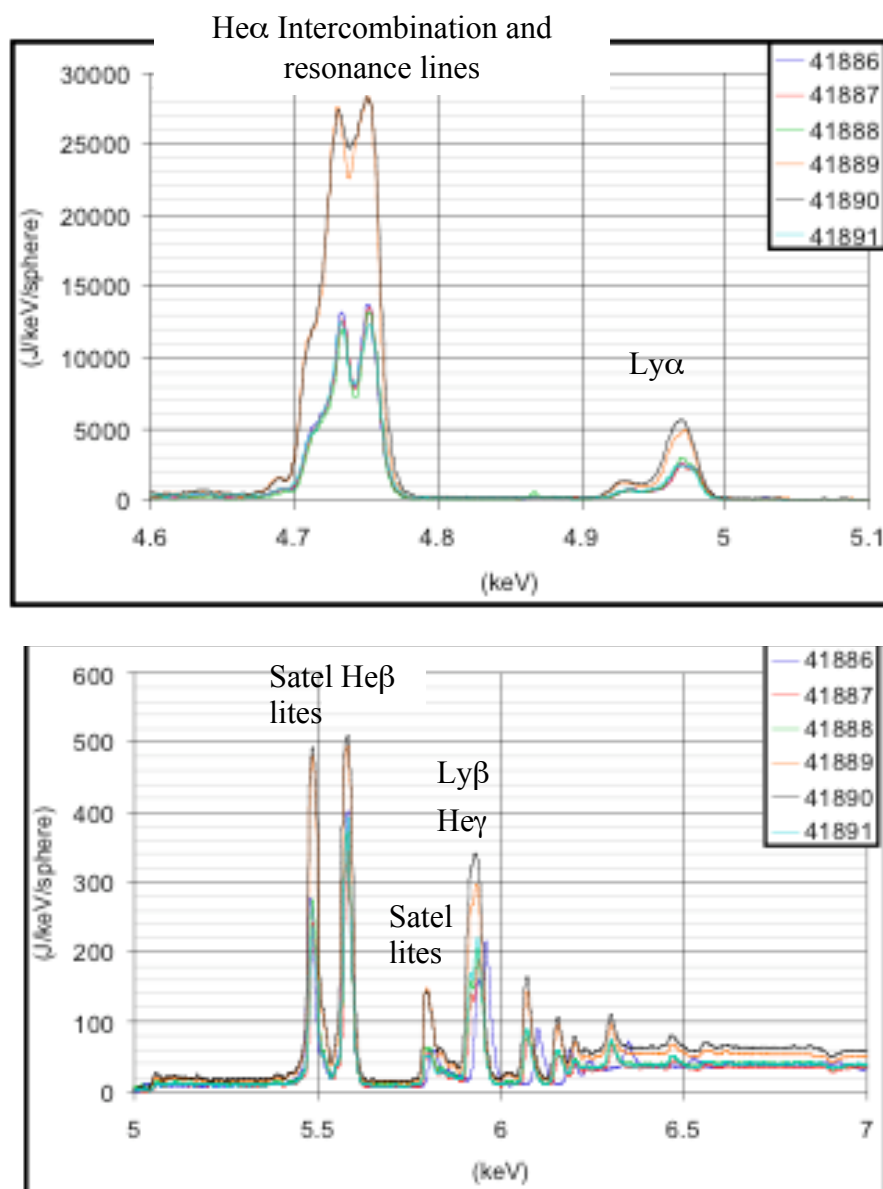 Heα Intercombination and
resonance lines
30000
25000
20000
15000
10000
5000
0
(J/keV/sphere)
41886
41887
41888
41889
41890
41891
Lyα
4.6 4.7 4.8 4.9 5 5.1
(keV)
600
500
400
300
200
100
0
(J/keV/sphere)
Satel Heβ
lites
Lyβ
Heγ
Satel
lites
41886
41887
41888
41889
41890
41891
5 5.5 6 6.5 7
(keV)